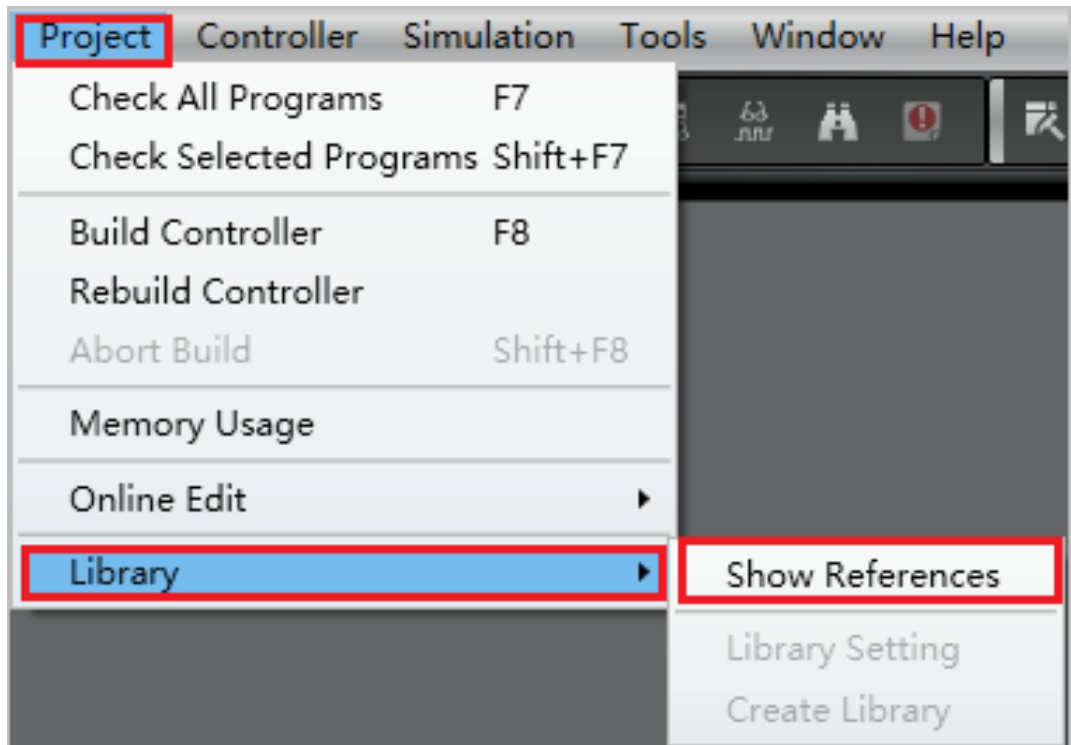 Project Controller Simulation Tools Window Help
Check All Programs F7
Check Selected Programs Shift+F7
Build Controller F8
Rebuild Controller
Abort Build Shift+F8
Memory Usage
Online Edit
Library
Show References
Library Setting
Create Library